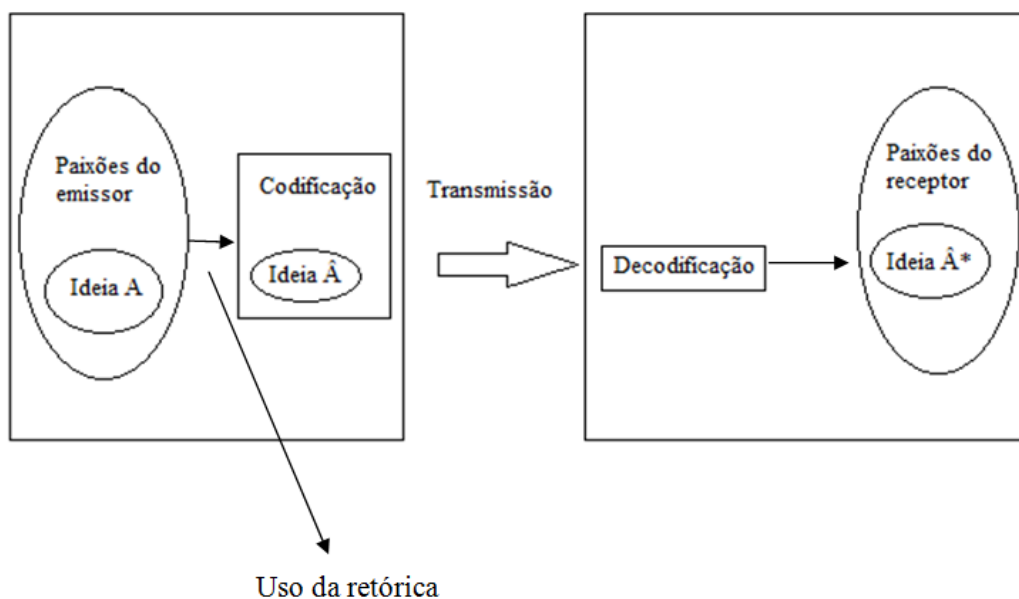 Paixões do
emissor
Ideia A
Codificação
Ideia Â
Transmissão
Decodificação
Paixões do
receptor
Ideia Â*
Uso da retórica